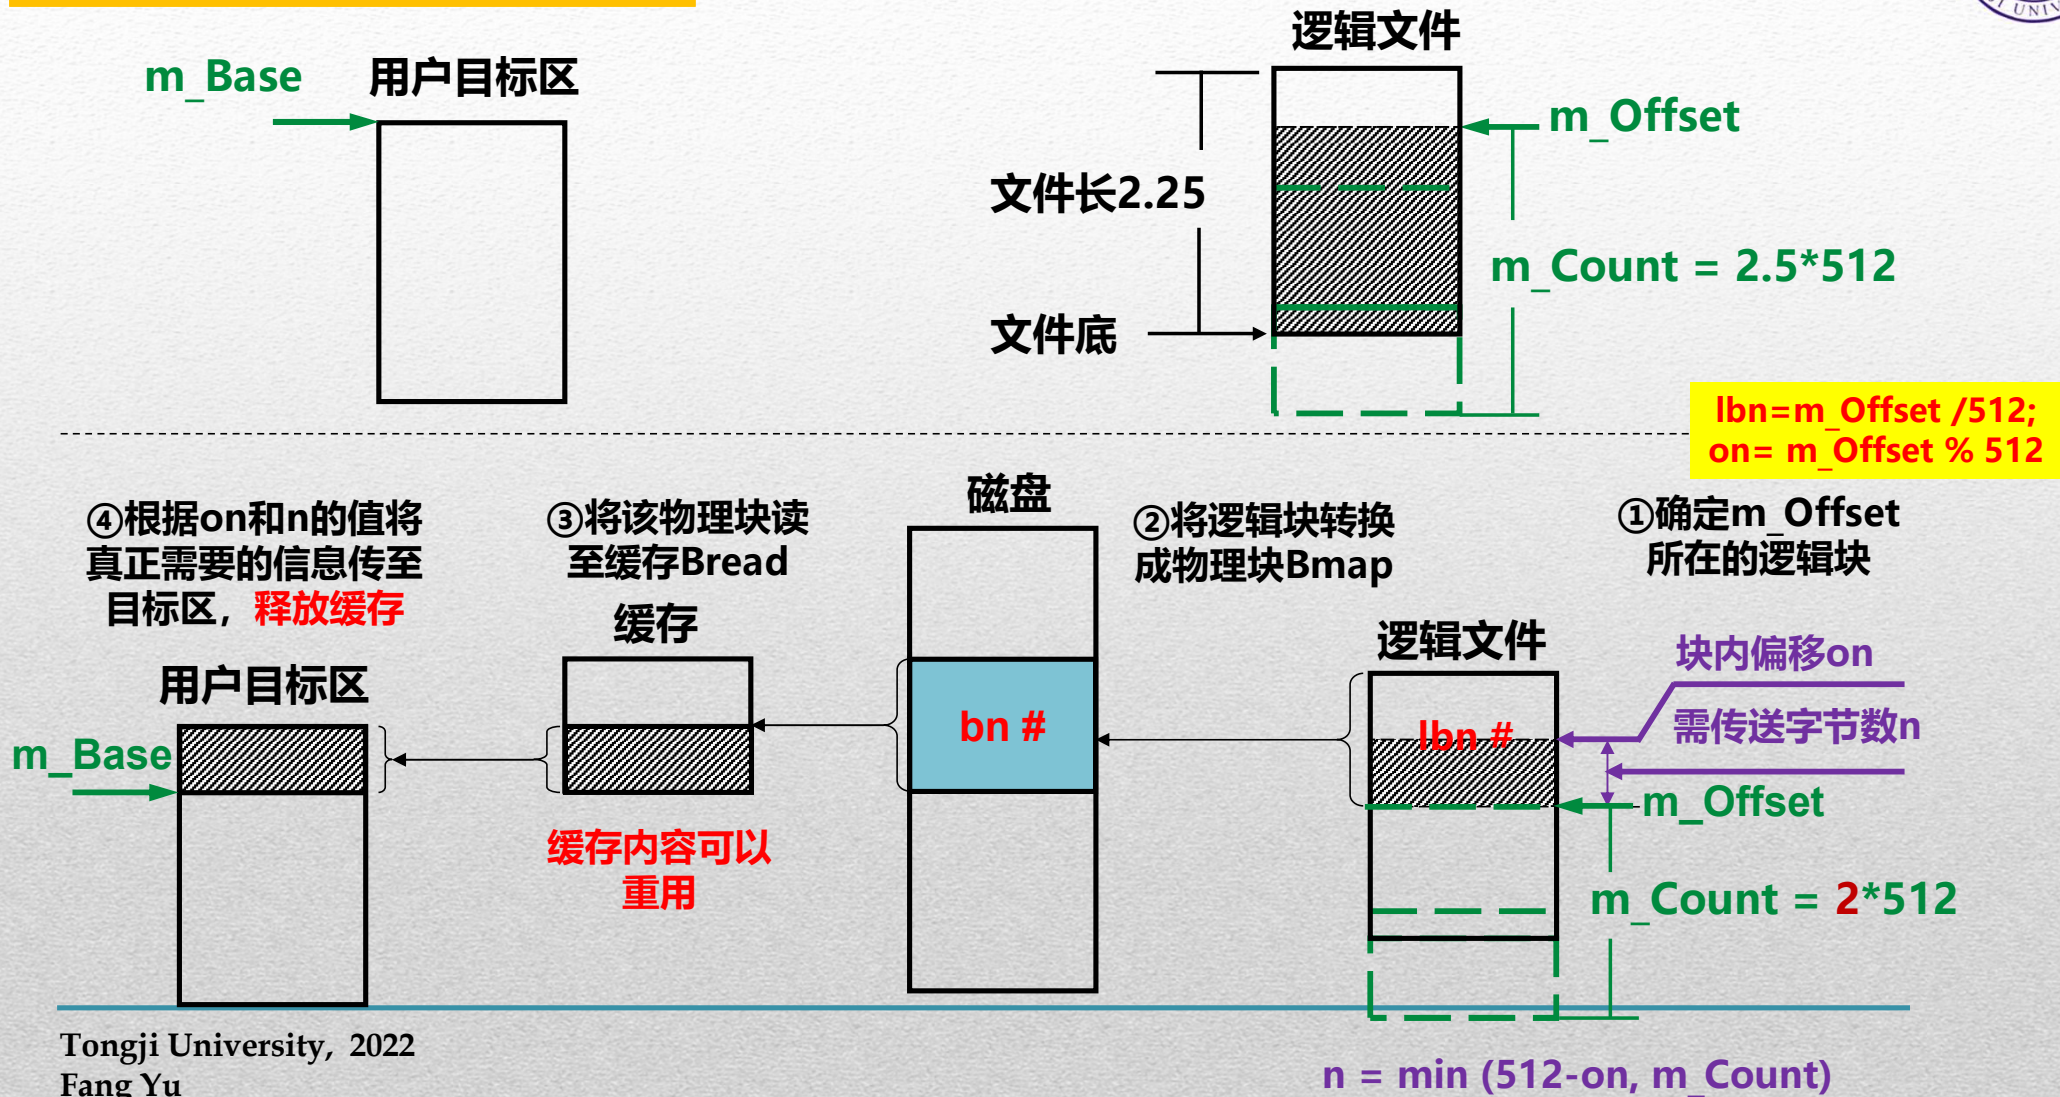 逻辑文件
m_Base
用户目标区
m_Offset
文件长2.25
m_Count = 2.5*512
文件底
lbn=m_Offset /512;
on= m_Offset % 512
④根据on和n的值将
真正需要的信息传至
目标区，释放缓存
③将该物理块读
至缓存Bread
缓存
磁盘
②将逻辑块转换
成物理块Bmap
①确定m_Offset
所在的逻辑块
用户目标区
m_Base
缓存内容可以
重用
bn #
逻辑文件
lbn #
块内偏移on
需传送字节数n
m_Offset
m_Count = 2*512
n = min (512-on, m_Count)
Tongji University, 2022
Fang Yu